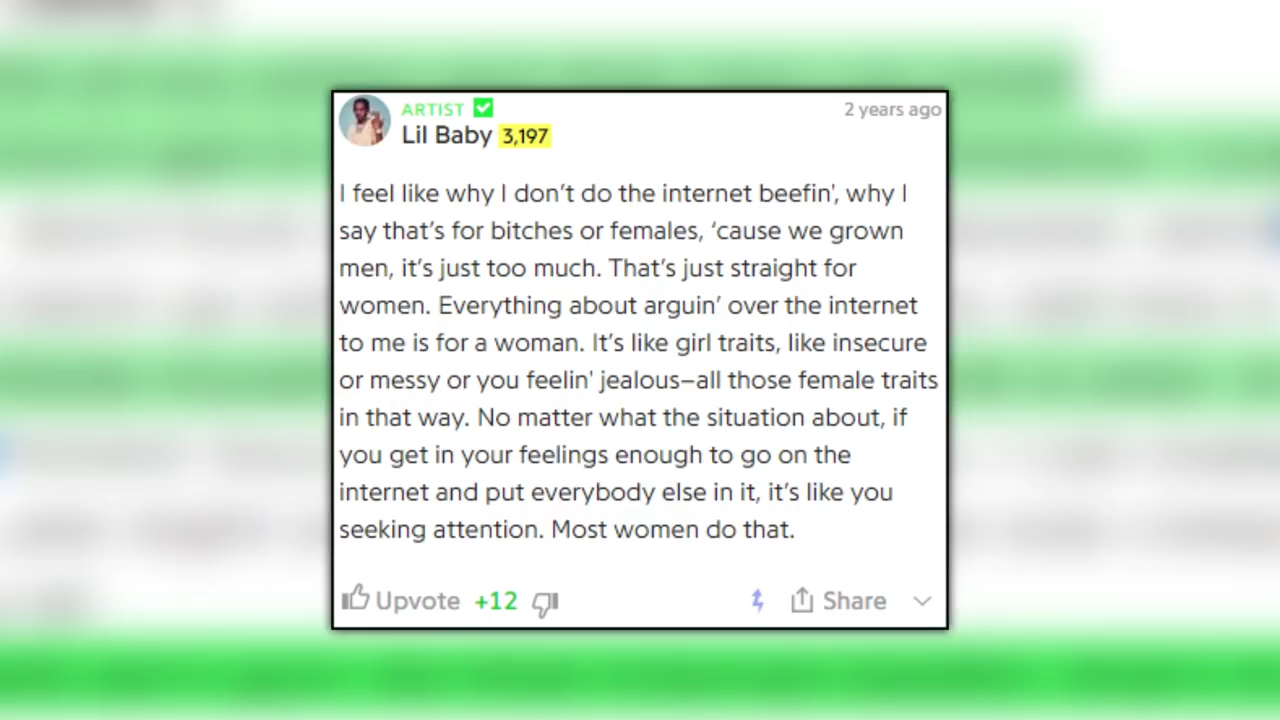 ARTIST
2 years ago
Lil Baby 3,197
I feel like why I don’t do the internet beefin', why I
say that’s for bitches or females, ‘cause we grown
men, it’s just too much. That’s just straight for
women. Everything about arguin’ over the internet
to me is for a woman. It’s like girl traits, like insecure
or messy or you feelin' jealous—all those female traits
in that way. No matter what the situation about, if
you get in your feelings enough to go on the
internet and put everybody else in it, it’s like you
seeking attention. Most women do that.
Upvote +12 Share